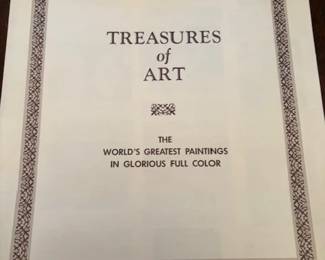 TREASURES
of
ART
THE
WORLD'S GREATEST PAINTINGS
IN GLORIOUS FULL COLOR